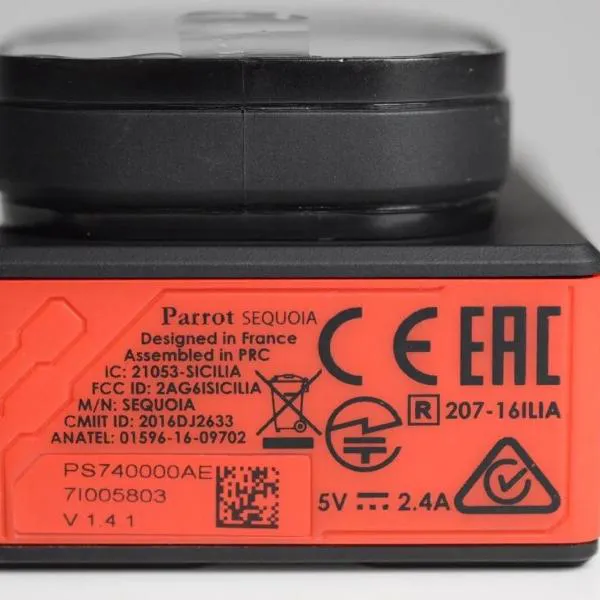 Parrot SEQUOIA
Designed in France
Assembled in PRC
IC: 21053-SICILIA
FCC ID: 2AG6ISICILIA
M/N: SEQUOIA
CMIIT ID: 2016DJ2633
ANATEL: 01596-16-09702
CE EAC
R 207-16ILIA
PS740000AE
7I005803
V 1.4 1
5V ⎓ 2.4A